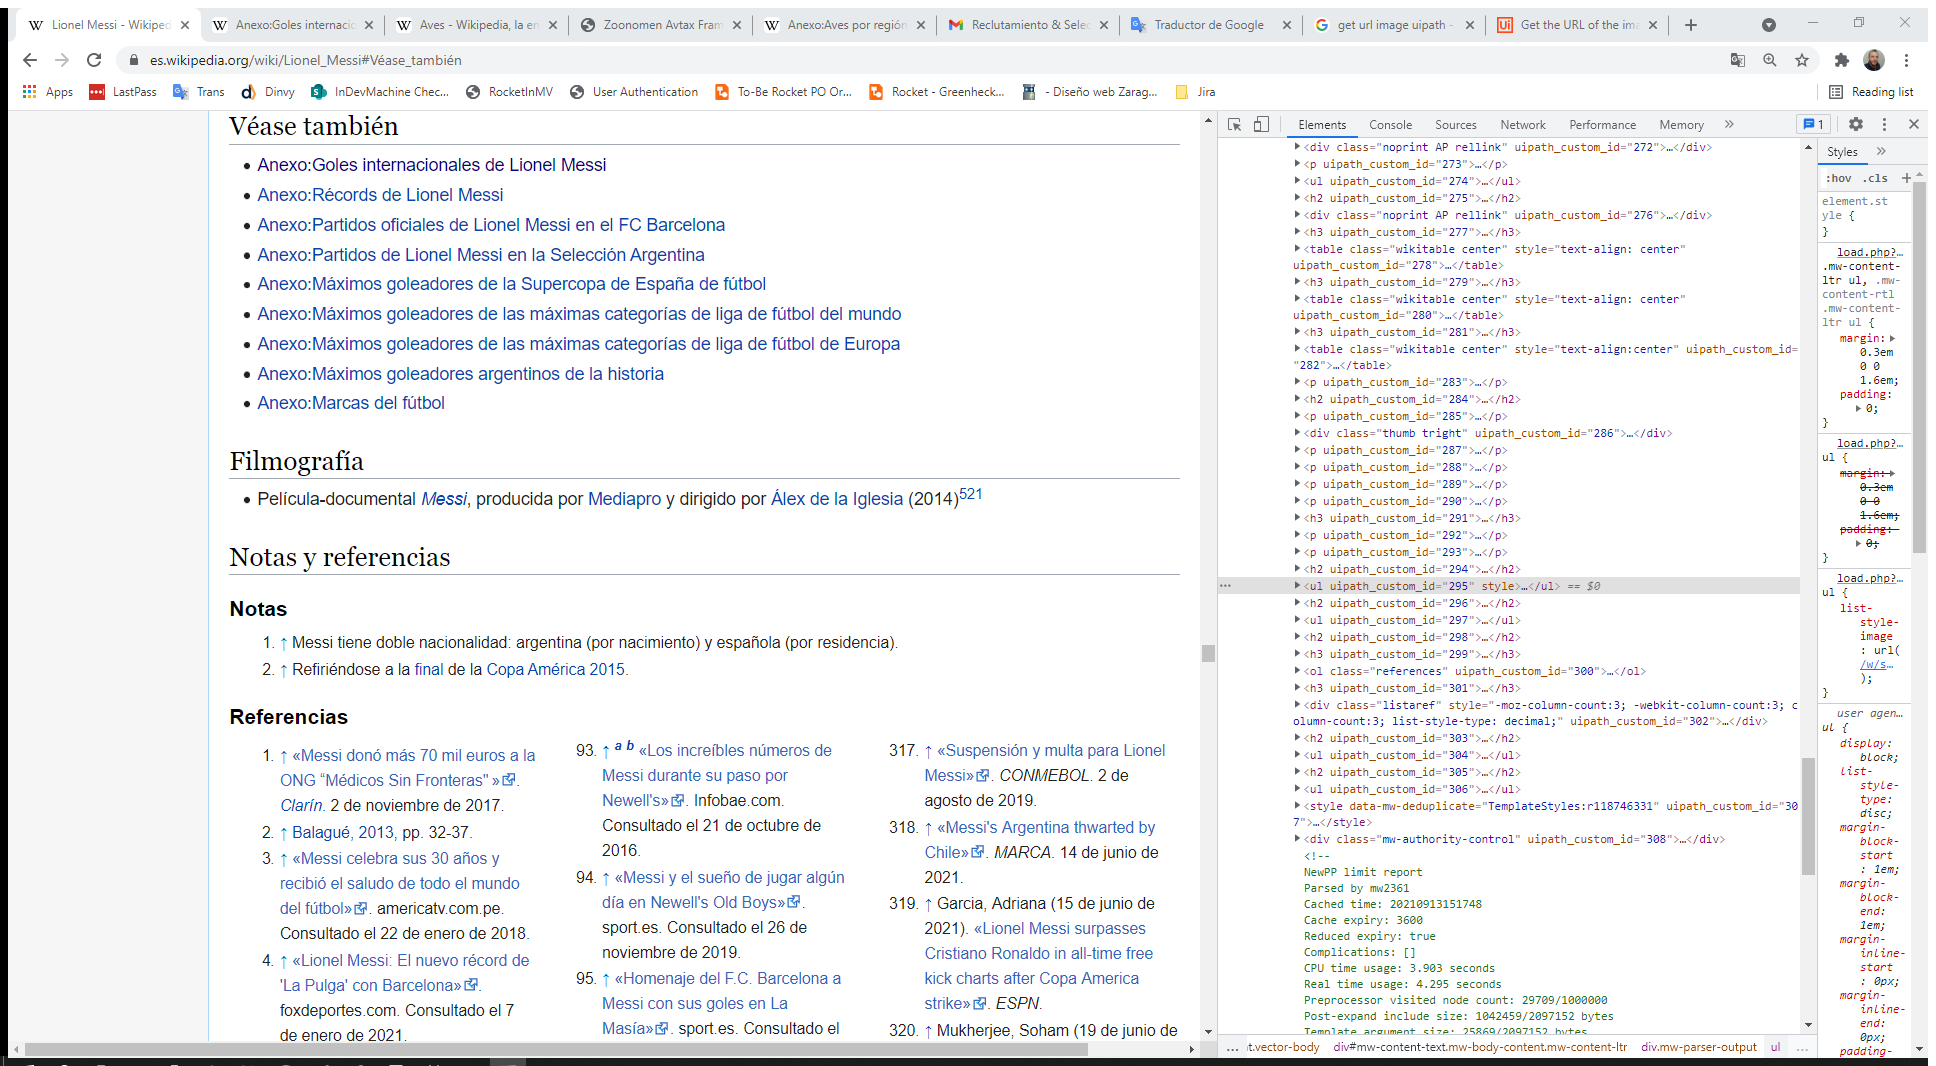 Lionel Messi - Wikiped
Anexo:Goles internacio
Aves - Wikipedia, la en
Zoonomen Avtax Fram
Anexo:Aves por región
Reclutamiento & Selec
Traductor de Google
get url image uipath -
Get the URL of the ima
es.wikipedia.org/wiki/Lionel_Messi#Véase_también
Apps
LastPass
Trans
Dinvy
InDevMachine Chec...
RocketInMV
User Authentication
To-Be Rocket PO Or...
Rocket - Greenheck...
- Diseño web Zarag...
Jira
Reading list
Véase también
Anexo:Goles internacionales de Lionel Messi
Anexo:Récords de Lionel Messi
Anexo:Partidos oficiales de Lionel Messi en el FC Barcelona
Anexo:Partidos de Lionel Messi en la Selección Argentina
Anexo:Máximos goleadores de la Supercopa de España de fútbol
Anexo:Máximos goleadores de las máximas categorías de liga de fútbol del mundo
Anexo:Máximos goleadores de las máximas categorías de liga de fútbol de Europa
Anexo:Máximos goleadores argentinos de la historia
Anexo:Marcas del fútbol
Filmografía
Película-documental Messi, producida por Mediapro y dirigido por Álex de la Iglesia (2014)521
Notas y referencias
Notas
1. ↑ Messi tiene doble nacionalidad: argentina (por nacimiento) y española (por residencia).
2. ↑ Refiriéndose a la final de la Copa América 2015.
Referencias
1. ↑ «Messi donó más 70 mil euros a la
ONG "Médicos Sin Fronteras" ».
Clarín. 2 de noviembre de 2017.
2. ↑ Balagué, 2013, pp. 32-37.
3. ↑ «Messi celebra sus 30 años y
recibió el saludo de todo el mundo
del fútbol». americatv.com.pe.
Consultado el 22 de enero de 2018.
4. ↑ «Lionel Messi: El nuevo récord de
'La Pulga' con Barcelona».
foxdeportes.com. Consultado el 7
de enero de 2021.
93. ↑ a b «Los increíbles números de
Messi durante su paso por
Newell's». Infobae.com.
Consultado el 21 de octubre de
2016.
94. ↑ «Messi y el sueño de jugar algún
día en Newell's Old Boys».
sport.es. Consultado el 26 de
noviembre de 2019.
95. ↑ «Homenaje del F.C. Barcelona a
Messi con sus goles en La
Masía». sport.es. Consultado el
317. ↑ «Suspensión y multa para Lionel
Messi». CONMEBOL. 2 de
agosto de 2019.
318. ↑ «Messi's Argentina thwarted by
Chile». MARCA. 14 de junio de
2021.
319. ↑ Garcia, Adriana (15 de junio de
2021). «Lionel Messi surpasses
Cristiano Ronaldo in all-time free
kick charts after Copa America
strike». ESPN.
320. ↑ Mukherjee, Soham (19 de junio de
Elements
Console
Sources
Network
Performance
Memory
»
1
<div class="noprint AP rellink" uipath_custom_id="272">…</div>
<p uipath_custom_id="273">…</p>
<ul uipath_custom_id="274">…</ul>
<h2 uipath_custom_id="275">…</h2>
<div class="noprint AP rellink" uipath_custom_id="276">…</div>
<h3 uipath_custom_id="277">…</h3>
<table class="wikitable center" style="text-align: center"
uipath_custom_id="278">…</table>
<h3 uipath_custom_id="279">…</h3>
<table class="wikitable center" style="text-align: center"
uipath_custom_id="280">…</table>
<h3 uipath_custom_id="281">…</h3>
<table class="wikitable center" style="text-align:center" uipath_custom_id=
"282">…</table>
<p uipath_custom_id="283">…</p>
<h2 uipath_custom_id="284">…</h2>
<p uipath_custom_id="285">…</p>
<div class="thumb tright" uipath_custom_id="286">…</div>
<p uipath_custom_id="287">…</p>
<p uipath_custom_id="288">…</p>
<p uipath_custom_id="289">…</p>
<p uipath_custom_id="290">…</p>
<h3 uipath_custom_id="291">…</h3>
<p uipath_custom_id="292">…</p>
<p uipath_custom_id="293">…</p>
<h2 uipath_custom_id="294">…</h2>
<ul uipath_custom_id="295" style>…</ul> == $0
<h2 uipath_custom_id="296">…</h2>
<ul uipath_custom_id="297">…</ul>
<h2 uipath_custom_id="298">…</h2>
<h3 uipath_custom_id="299">…</h3>
<ol class="references" uipath_custom_id="300">…</ol>
<h3 uipath_custom_id="301">…</h3>
<div class="listaref" style="-moz-column-count:3; -webkit-column-count:3; c
olumn-count:3; list-style-type: decimal;" uipath_custom_id="302">…</div>
<h2 uipath_custom_id="303">…</h2>
<ul uipath_custom_id="304">…</ul>
<h2 uipath_custom_id="305">…</h2>
<ul uipath_custom_id="306">…</ul>
<style data-mw-deduplicate="TemplateStyles:r118746331" uipath_custom_id="30
7">…</style>
<div class="mw-authority-control" uipath_custom_id="308">…</div>
<!--
NewPP limit report
Parsed by mw2361
Cached time: 20210913151748
Cache expiry: 3600
Reduced expiry: true
Complications: []
CPU time usage: 3.903 seconds
Real time usage: 4.295 seconds
Preprocessor visited node count: 29709/1000000
Post-expand include size: 1042459/2097152 bytes
Template argument size: 25869/2097152 bytes
... t.vector-body div#mw-content-text.mw-body-content.mw-content-ltr div.mw-parser-output ul ...
Styles »
:hov .cls +
element.st
yle {
}
load.php?…
.mw-content-
ltr ul, .mw-
content-rtl
.mw-content-
ltr ul {
margin:
0.3em
0 0
1.6em;
padding:
0;
}
load.php?…
ul {
margin:
0.3em
0 0
1.6em;
padding:
0;
}
load.php?…
ul {
list-
style-
image
: url(
/w/s…
);
}
user agen…
ul {
display:
block;
list-
style-
type:
disc;
margin-
block-
start
: 1em;
margin-
block-
end:
1em;
margin-
inline-
start
: 0px;
margin-
inline-
end:
0px;
padding-